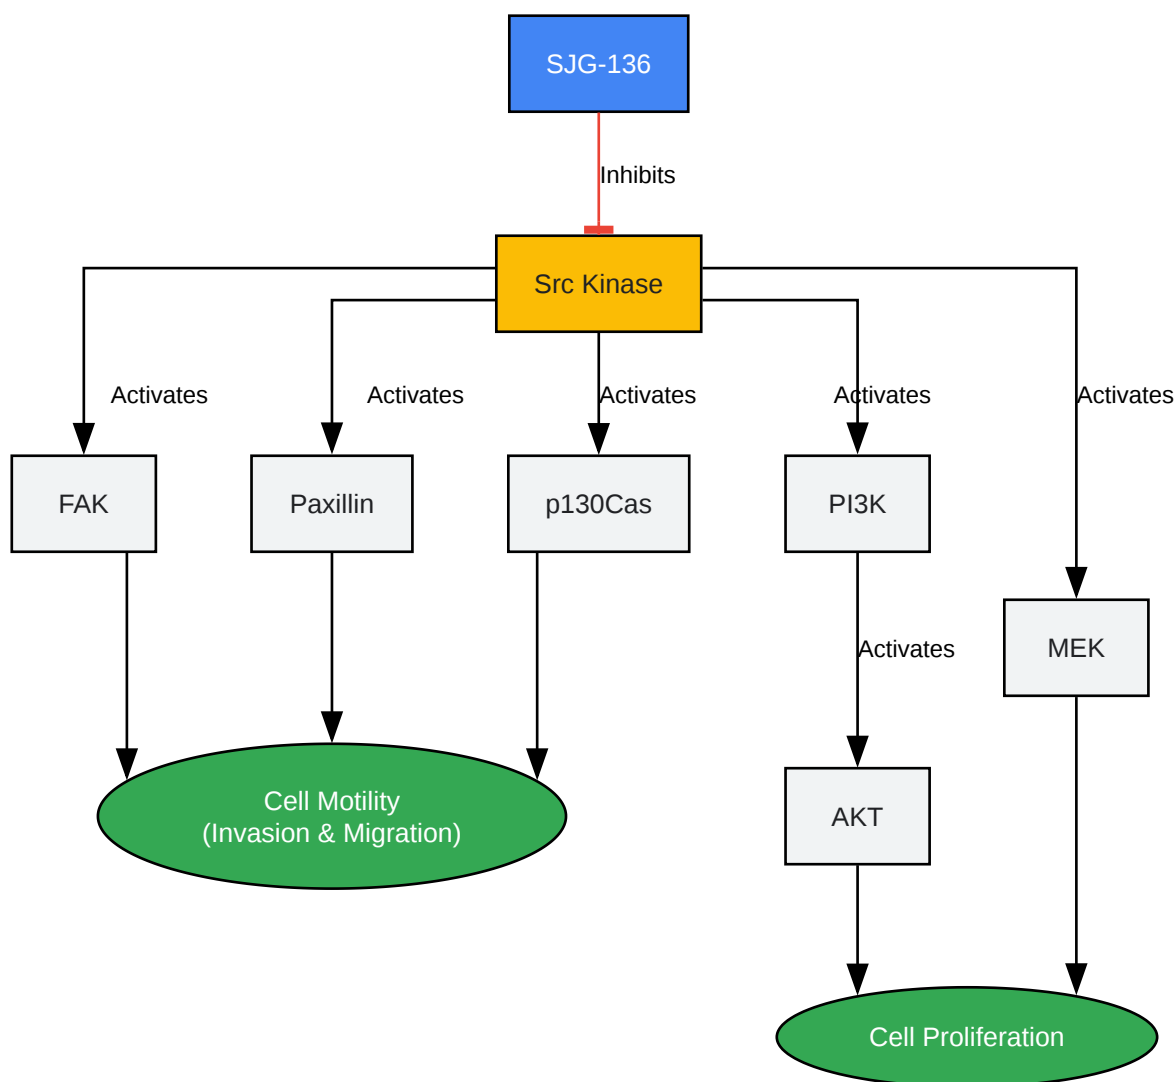 SJG-136
Inhibits
Src Kinase
Activates
Activates
Activates
Activates
Activates
FAK
Paxillin
p130Cas
PI3K
Activates
MEK
Cell Motility
(Invasion & Migration)
AKT
Cell Proliferation